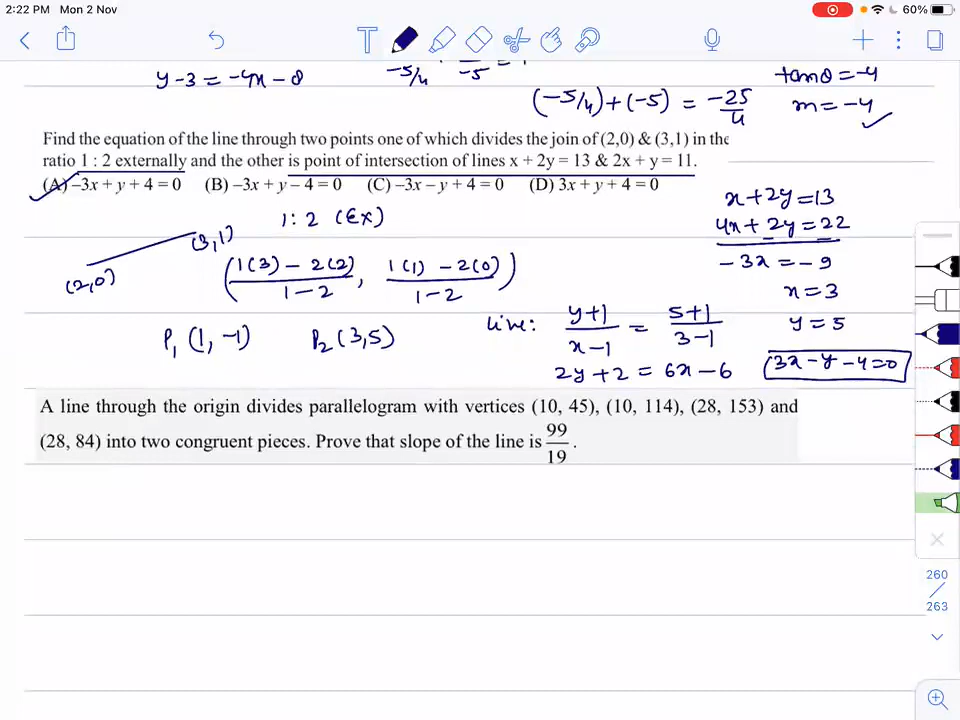 2:22 PM Mon 2 Nov 60%
y-3 = -4x-8 -5/4 -5 tanθ = -4
(-5/4)+(-5) = -25/4 m = -4
Find the equation of the line through two points one of which divides the join of (2,0) & (3,1) in the
ratio 1 : 2 externally and the other is point of intersection of lines x + 2y = 13 & 2x + y = 11.
(A) –3x + y + 4 = 0 (B) –3x + y – 4 = 0 (C) –3x – y + 4 = 0 (D) 3x + y + 4 = 0
x+2y=13
1:2 (Ex)
4x+2y=22
(3,1)
-3x = -9
(2,0) (1(3)-2(2)/1-2, 1(1)-2(0)/1-2)
x=3
P1 (1,-1) P2 (3,5) line: y+1/x-1 = 5+1/3-1 y=5
2y+2 = 6x-6 3x-y-4=0
A line through the origin divides parallelogram with vertices (10, 45), (10, 114), (28, 153) and
(28, 84) into two congruent pieces. Prove that slope of the line is 99/19.
260
/
263